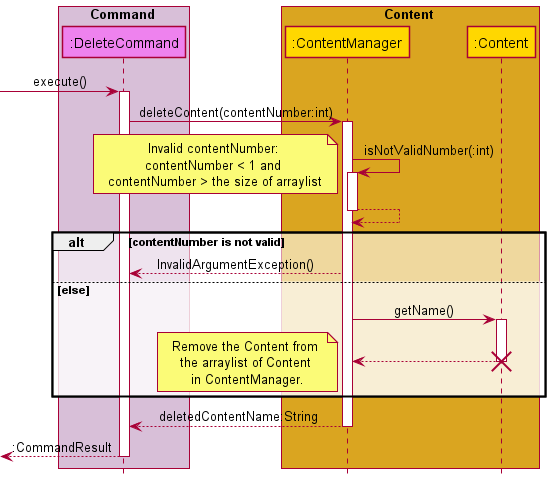 Command
Content
:DeleteCommand
:ContentManager
:Content
execute()
deleteContent(contentNumber:int)
Invalid contentNumber:
contentNumber < 1 and
contentNumber > the size of arraylist
isNotValidNumber(:int)
alt
[contentNumber is not valid]
InvalidArgumentException()
[else]
getName()
Remove the Content from
the arraylist of Content
in ContentManager.
deletedContentName:String
:CommandResult